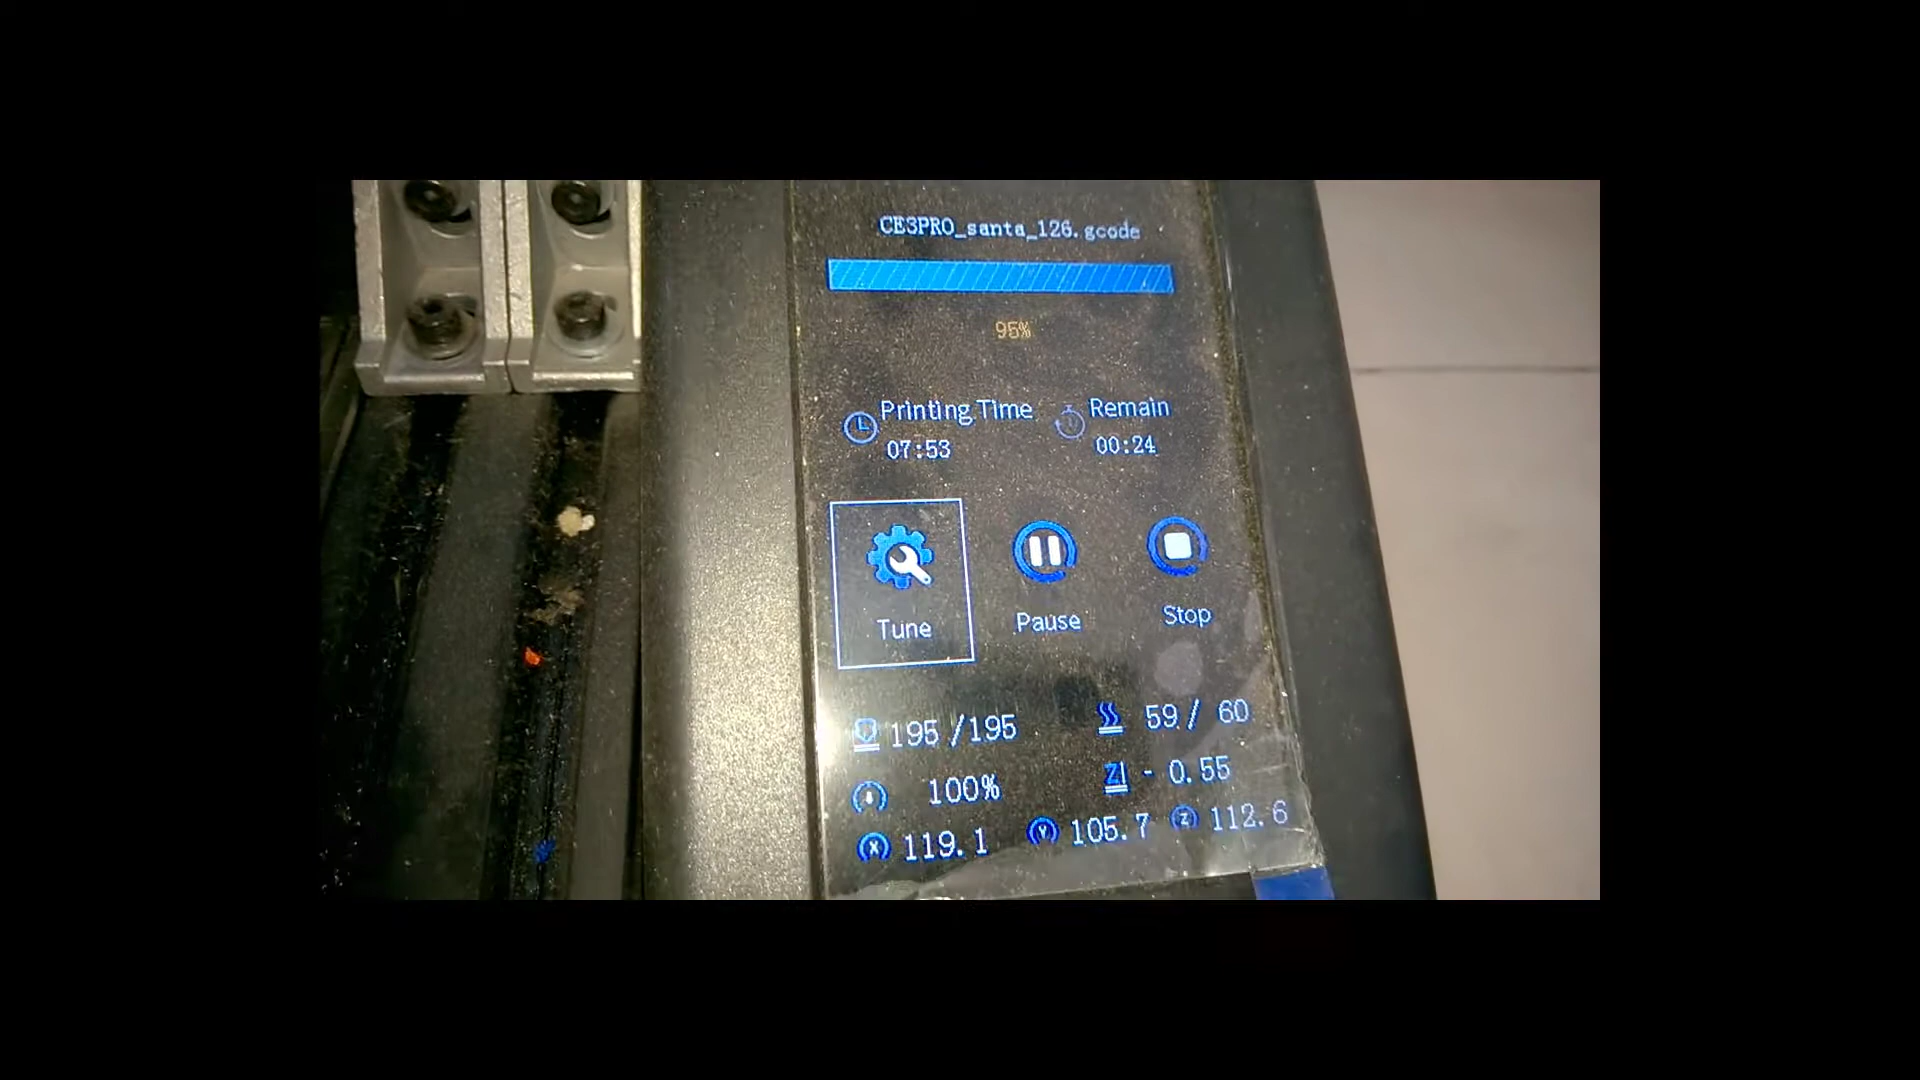 CE3PRO_santa_126.gcode
95%
Printing Time Remain
07:53 00:24
Tune Pause Stop
195 /195 59 / 60
100% Z - 0.55
X 119.1 Y 105.7 Z 112.6